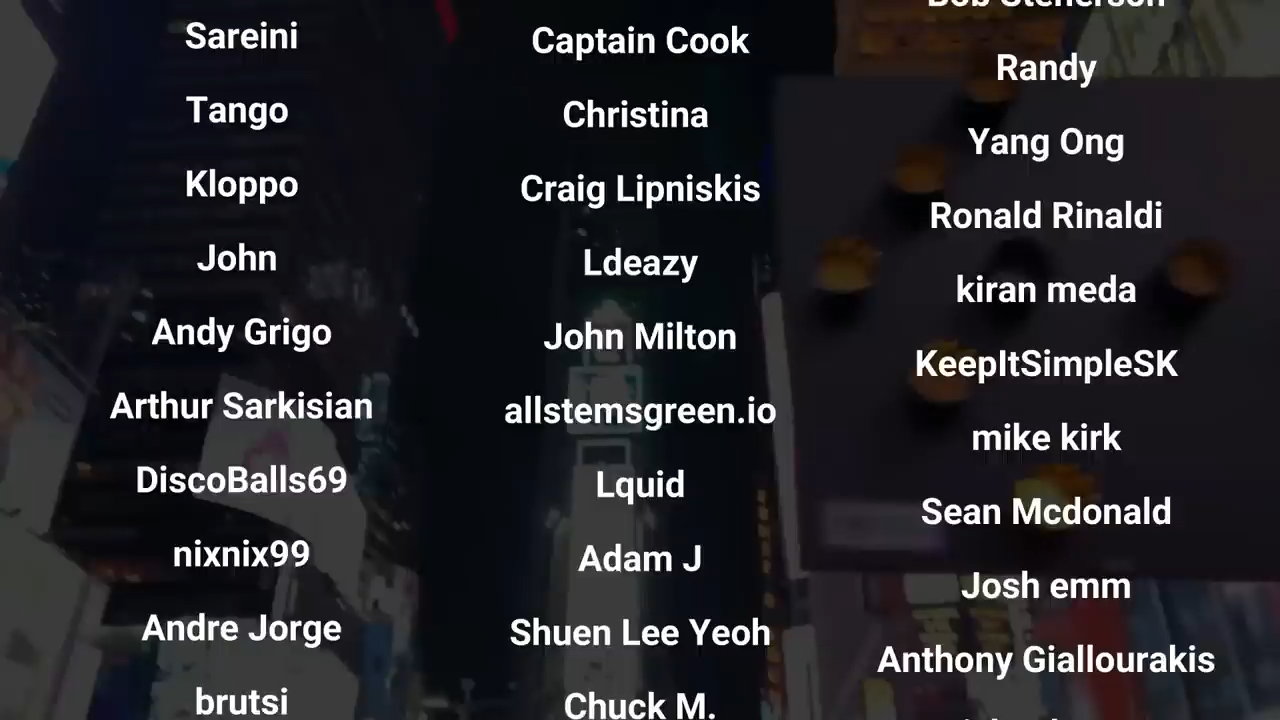 Sareini
Tango
Kloppo
John
Andy Grigo
Arthur Sarkisian
DiscoBalls69
nixnix99
Andre Jorge
brutsi
Captain Cook
Christina
Craig Lipniskis
Ldeazy
John Milton
allstemsgreen.io
Lquid
Adam J
Shuen Lee Yeoh
Chuck M.
Randy
Yang Ong
Ronald Rinaldi
kiran meda
KeepItSimpleSK
mike kirk
Sean Mcdonald
Josh emm
Anthony Giallourakis